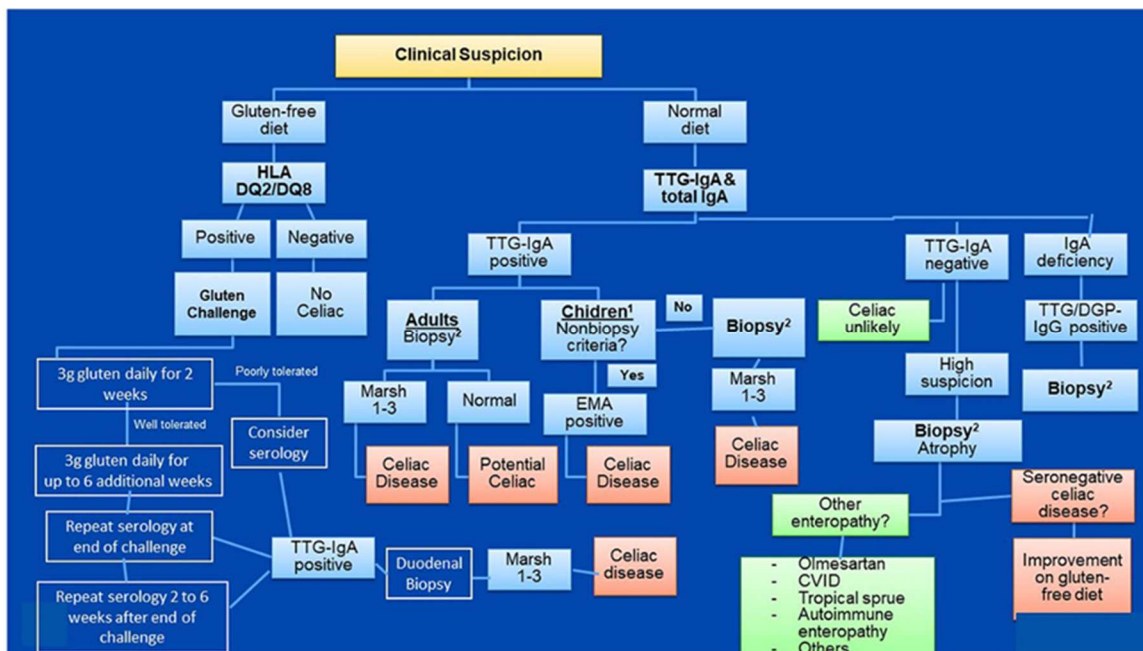 Clinical Suspicion
Gluten-free
diet
Normal
diet
HLA
DQ2/DQ8
TTG-IgA &
total IgA
Positive
Negative
TTG-IgA
positive
TTG-IgA
negative
IgA
deficiency
Gluten
Challenge
No
Celiac
Adults
Biopsy²
Chidren¹
Nonbiopsy
criteria?
No
Biopsy²
Celiac
unlikely
TTG/DGP-
IgG positive
3g gluten daily for 2
weeks
Poorly tolerated
Yes
High
suspicion
Biopsy²
Marsh
1-3
Normal
EMA
positive
Marsh
1-3
Well tolerated
Consider
serology
Biopsy²
Atrophy
3g gluten daily for
up to 6 additional weeks
Celiac
Disease
Potential
Celiac
Celiac
Disease
Celiac
Disease
Other
enteropathy?
Seronegative
celiac
disease?
Repeat serology at
end of challenge
TTG-IgA
positive
Duodenal
Biopsy
Marsh
1-3
Celiac
disease
Improvement
on gluten-
free diet
Repeat serology 2 to 6
weeks after end of
challenge
- Olmesartan
- CVID
- Tropical sprue
- Autoimmune
enteropathy
- Others